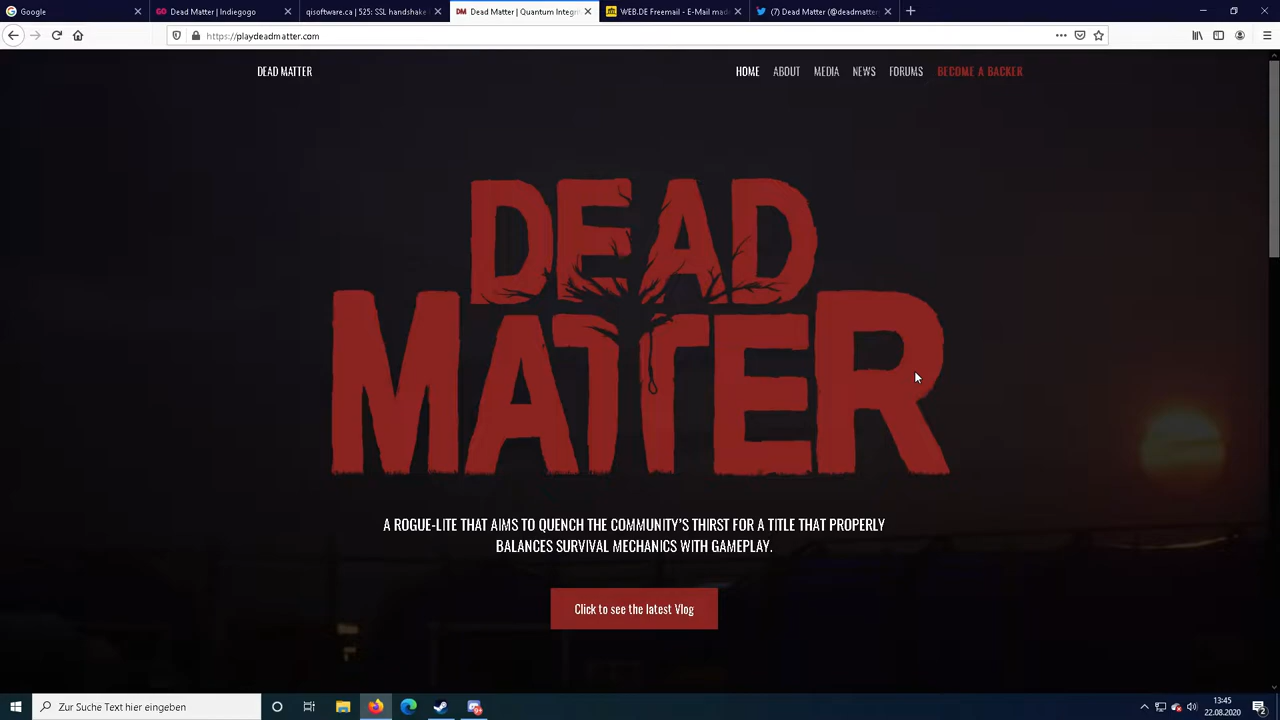 Google
Dead Matter | Indiegogo
qisoftware.ca | 525: SSL handshake
Dead Matter | Quantum Integri
WEB.DE Freemail - E-Mail mad
(7) Dead Matter (@deadmatter
https://playdeadmatter.com
DEAD MATTER
HOME
ABOUT
MEDIA
NEWS
FORUMS
BECOME A BACKER
DEAD
MATTER
A ROGUE-LITE THAT AIMS TO QUENCH THE COMMUNITY'S THIRST FOR A TITLE THAT PROPERLY
BALANCES SURVIVAL MECHANICS WITH GAMEPLAY.
Click to see the latest Vlog
Zur Suche Text hier eingeben
13:45
22.08.2020
2